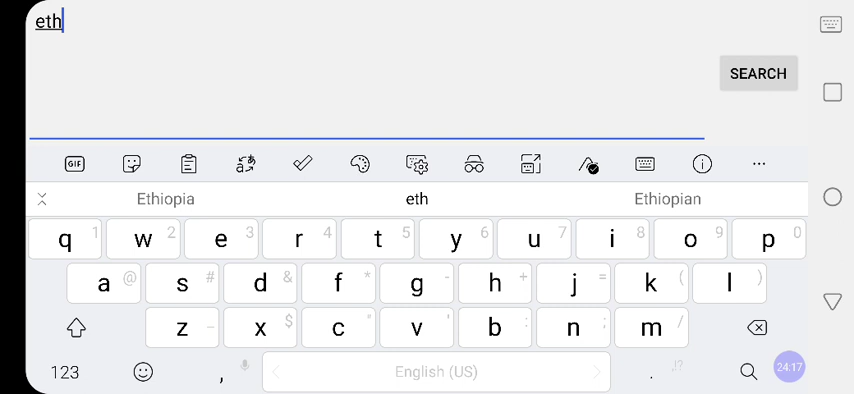 eth
SEARCH
GIF
Ethiopia eth Ethiopian
q 1 w 2 e 3 r 4 t 5 y 6 u 7 i 8 o 9 p 0
a @ s # d & f * g - h + j = k ( l )
z _ x $ c " v ' b : n ; m /
123 , English (US) . ,!? 24:17